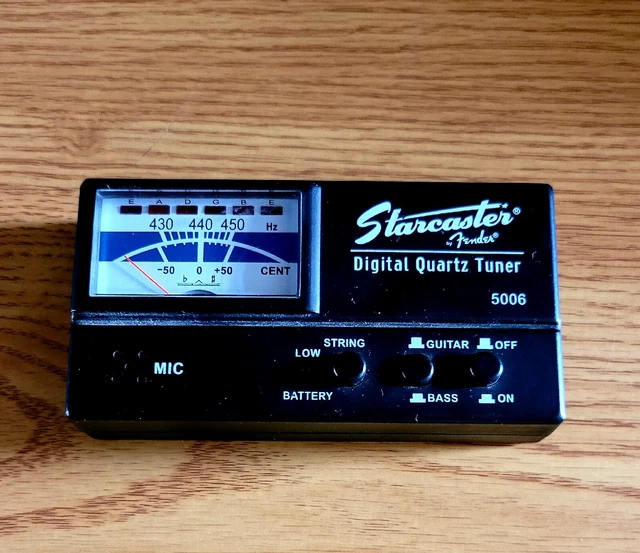 E A D G B E
430 440 450 Hz
-50 0 +50 CENT
♭ ♯
Starcaster®
by Fender®
Digital Quartz Tuner
5006
MIC
STRING
LOW
BATTERY
GUITAR
BASS
OFF
ON